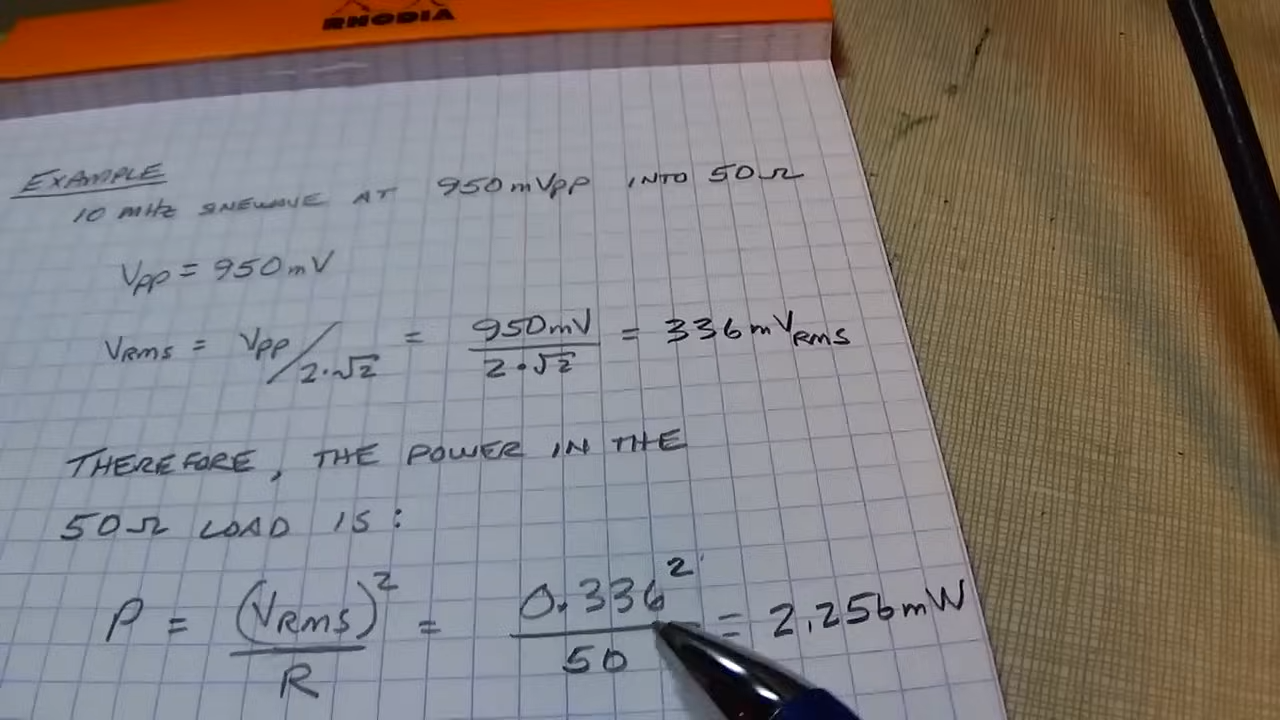 RHODIA
EXAMPLE
10 MHz SINEWAVE AT 950mVPP INTO 50Ω
VPP = 950mV
VRMS = VPP/2·√2 = 950mV/2·√2 = 336mVRMS
THEREFORE, THE POWER IN THE
50Ω LOAD IS:
P = (VRMS)²/R = 0.336²/50 = 2.256mW